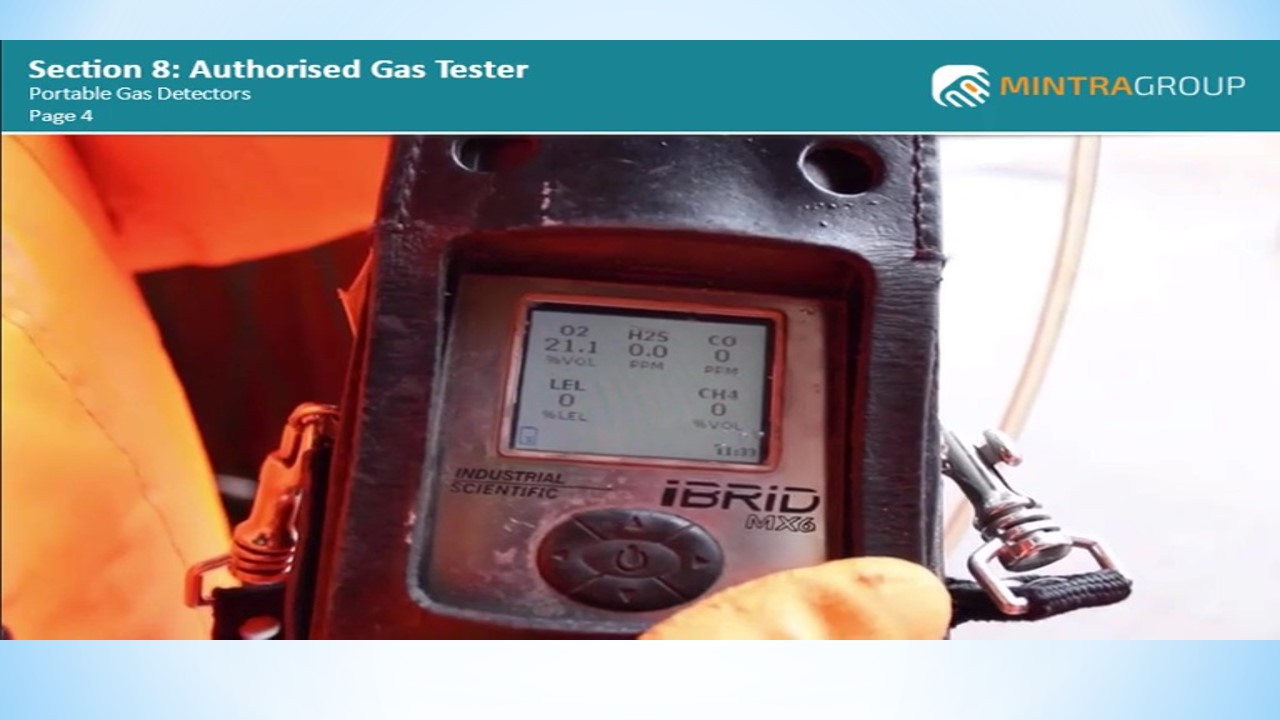 Section 8: Authorised Gas Tester
Portable Gas Detectors
Page 4
MINTRAGROUP
O2 H2S CO
21.1 0.0 0
%VOL PPM PPM
LEL CH4
0 0
%LEL %VOL
11:33
INDUSTRIAL
SCIENTIFIC
iBRiD
MX6